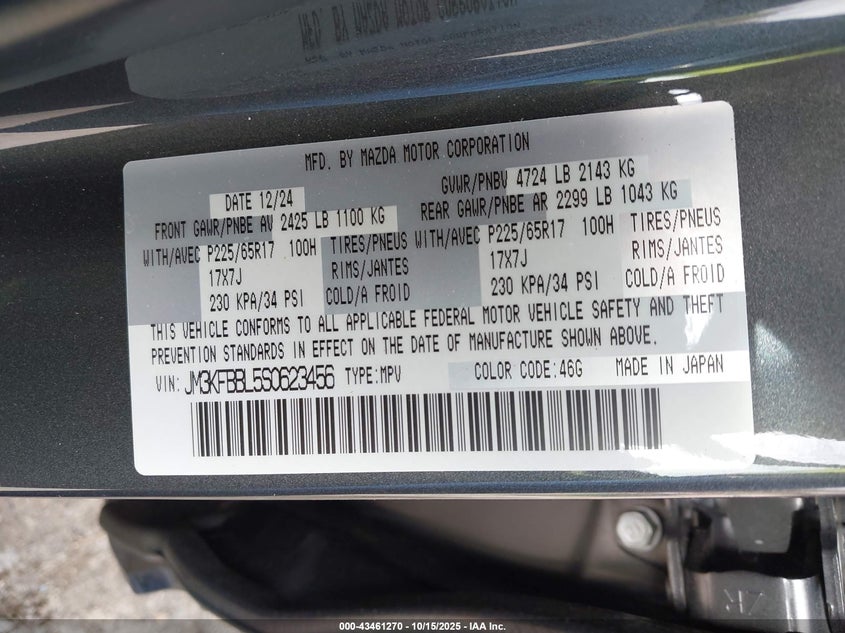 MFD. BY MAZDA MOTOR CORPORATION
DATE 12/24 GVWR/PNBV 4724 LB 2143 KG
FRONT GAWR/PNBE AV 2425 LB 1100 KG REAR GAWR/PNBE AR 2299 LB 1043 KG
WITH/AVEC P225/65R17 100H TIRES/PNEUS WITH/AVEC P225/65R17 100H TIRES/PNEUS
17X7J RIMS/JANTES 17X7J RIMS/JANTES
230 KPA/34 PSI COLD/A FROID 230 KPA/34 PSI COLD/A FROID
THIS VEHICLE CONFORMS TO ALL APPLICABLE FEDERAL MOTOR VEHICLE SAFETY AND THEFT
PREVENTION STANDARDS IN EFFECT ON THE DATE OF MANUFACTURE SHOWN ABOVE.
VIN: JM3KFBBL5S0623456 TYPE:MPV COLOR CODE:46G MADE IN JAPAN
000-43461270 - 10/15/2025 - IAA Inc.